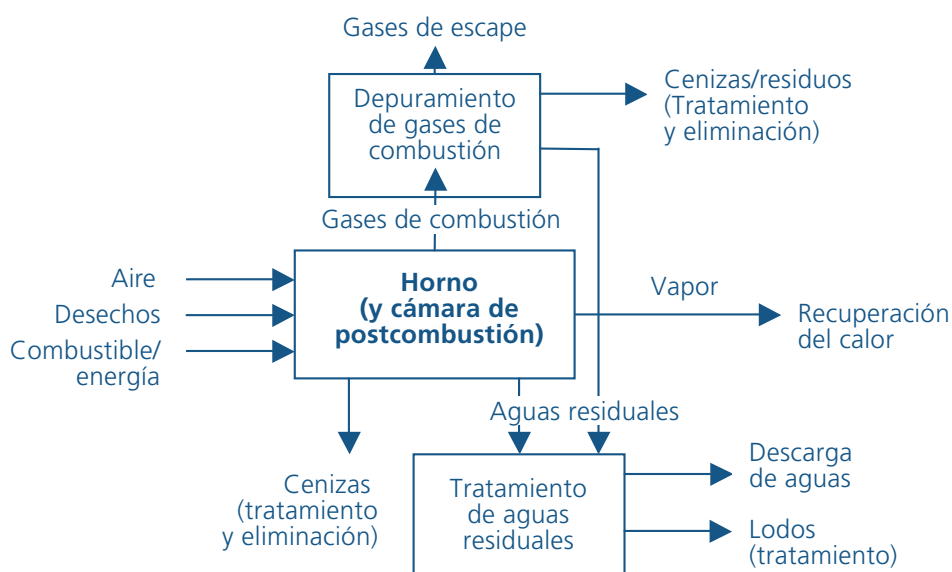 Gases de escape
Depuramiento
de gases de
combustión
Cenizas/residuos
(Tratamiento
y eliminación)
Gases de combustión
Aire
Desechos
Combustible/
energía
Horno
(y cámara de
postcombustión)
Vapor
Recuperación
del calor
Aguas residuales
Cenizas
(tratamiento
y eliminación)
Tratamiento
de aguas
residuales
Descarga
de aguas
Lodos
(tratamiento)